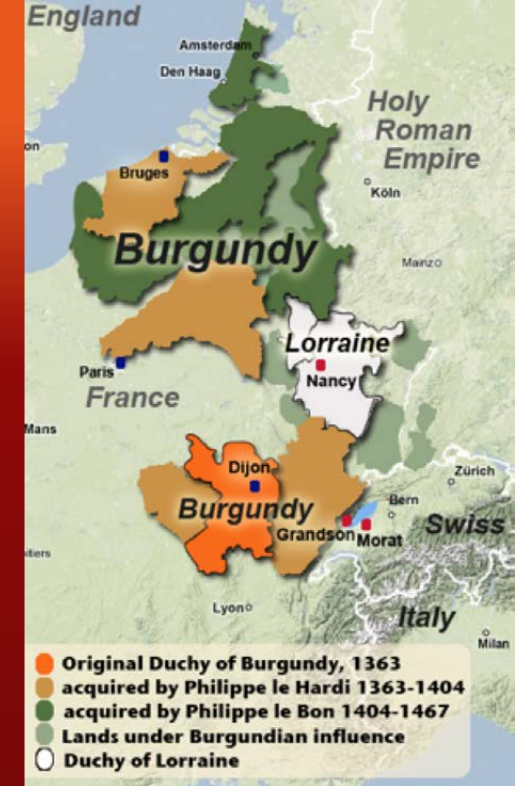 England
Amsterdam
Den Haag
Holy
Roman
Empire
on
Bruges
Köln
Burgundy
Mainz
Lorraine
Paris
Nancy
France
Mans
Dijon
Zürich
Burgundy
Bern
Grandson
Morat
Swiss
tiers
Lyon
Italy
Milan
Original Duchy of Burgundy, 1363
acquired by Philippe le Hardi 1363-1404
acquired by Philippe le Bon 1404-1467
Lands under Burgundian influence
Duchy of Lorraine